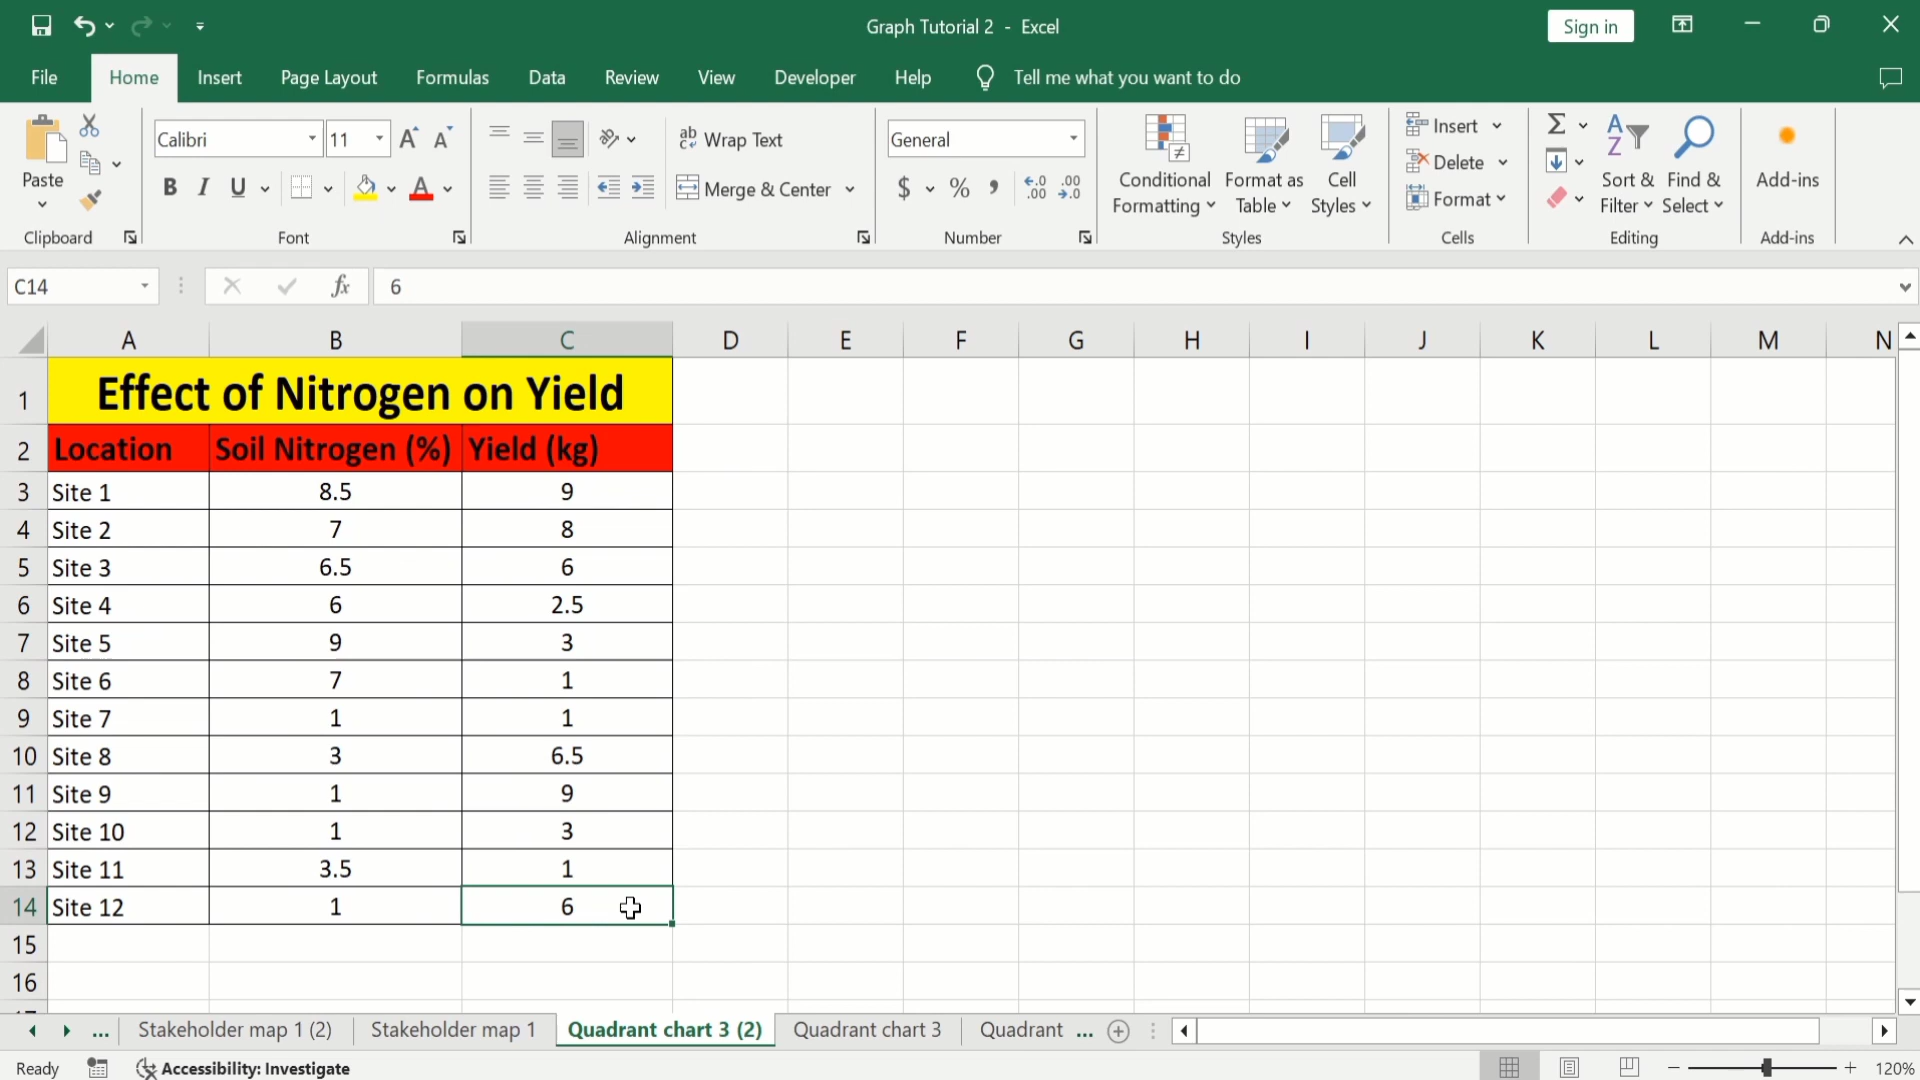 Graph Tutorial 2 - Excel
Sign in
File Home Insert Page Layout Formulas Data Review View Developer Help Tell me what you want to do
Paste
Clipboard
Calibri 11
A A
B I U A
Font
ab Wrap Text
Merge & Center
Alignment
General
$ % , .00 .00
Number
Conditional Formatting
Format as Table
Cell Styles
Styles
Insert
Delete
Format
Cells
Σ
Sort & Filter
Find & Select
Editing
Add-ins
Add-ins
C14 fx 6
A B C D E F G H I J K L M N
1 Effect of Nitrogen on Yield
2 Location Soil Nitrogen (%) Yield (kg)
3 Site 1 8.5 9
4 Site 2 7 8
5 Site 3 6.5 6
6 Site 4 6 2.5
7 Site 5 9 3
8 Site 6 7 1
9 Site 7 1 1
10 Site 8 3 6.5
11 Site 9 1 9
12 Site 10 1 3
13 Site 11 3.5 1
14 Site 12 1 6
15
16
... Stakeholder map 1 (2) Stakeholder map 1 Quadrant chart 3 (2) Quadrant chart 3 Quadrant ...
Ready Accessibility: Investigate 120%